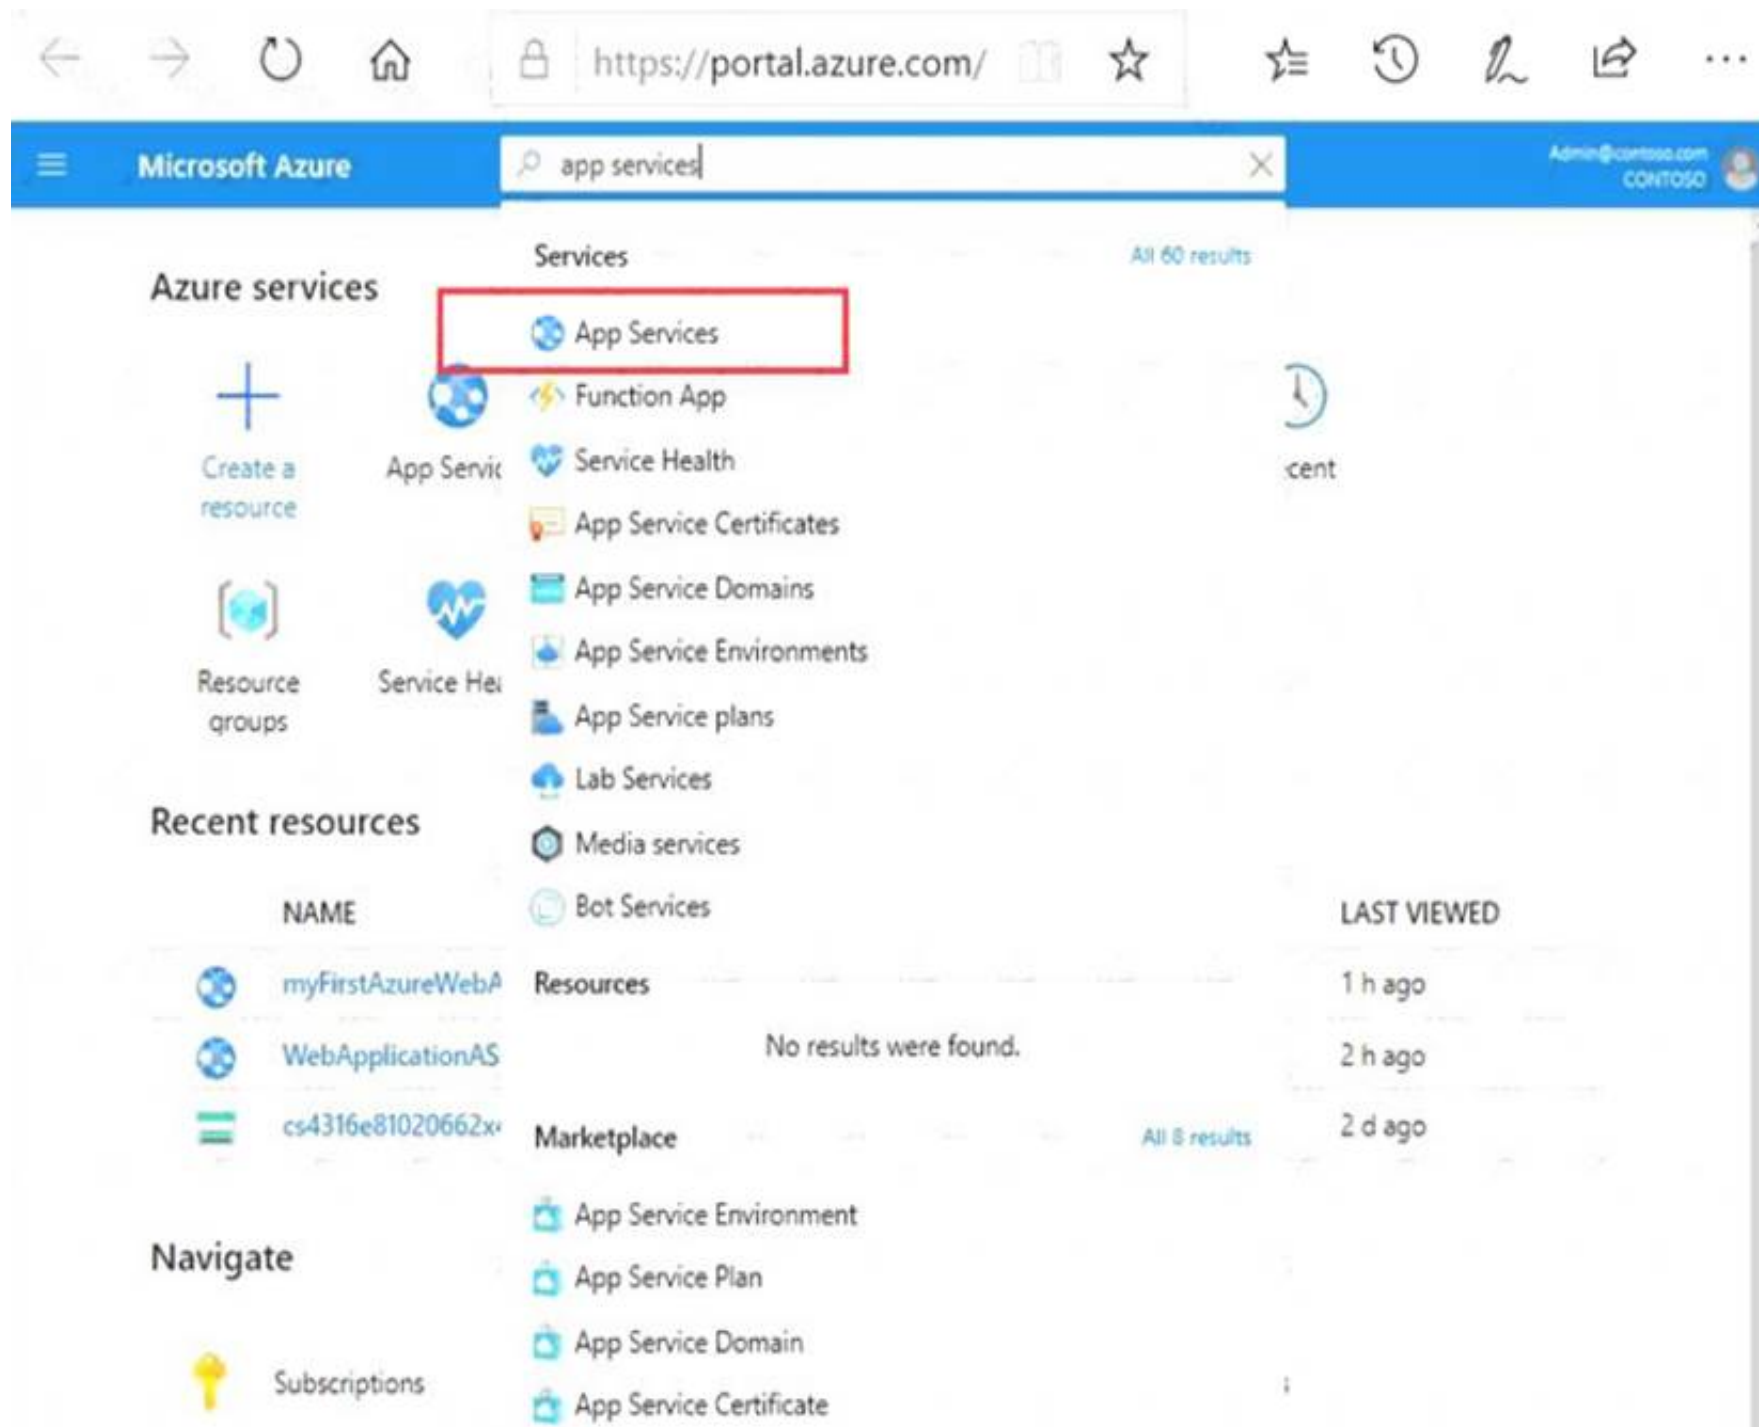 https://portal.azure.com/
Microsoft Azure
app services
Admin@contoso.com
CONTOSO
Services
All 60 results
Azure services
App Services
Function App
Create a
resource
App Servic
Service Health
cent
App Service Certificates
App Service Domains
App Service Environments
Resource
groups
Service Hea
App Service plans
Lab Services
Recent resources
Media services
NAME
Bot Services
LAST VIEWED
myFirstAzureWebA
Resources
1 h ago
No results were found.
WebApplicationAS
2 h ago
cs4316e81020662x
Marketplace
All 8 results
2 d ago
App Service Environment
Navigate
App Service Plan
App Service Domain
Subscriptions
App Service Certificate